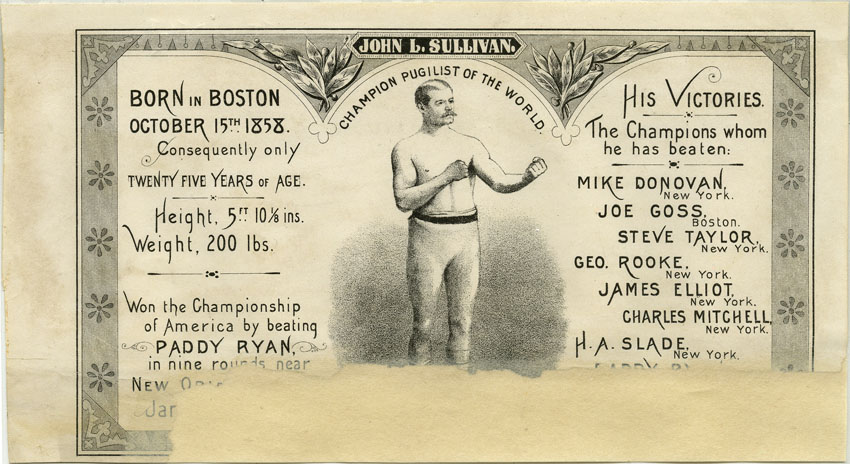 JOHN L. SULLIVAN.
CHAMPION PUGILIST OF THE WORLD.
BORN IN BOSTON
OCTOBER 15TH 1858.
Consequently only
TWENTY FIVE YEARS OF AGE.
Height, 5FT 10⅛ ins.
Weight, 200 lbs.
Won the Championship
of America by beating
PADDY RYAN,
in nine rounds near
NEW
Jan
HIS VICTORIES.
The Champions whom
he has beaten:
MIKE DONOVAN,
New York.
JOE GOSS,
Boston.
STEVE TAYLOR,
New York.
GEO. ROOKE,
New York.
JAMES ELLIOT,
New York.
CHARLES MITCHELL,
New York.
H. A. SLADE,
New York.